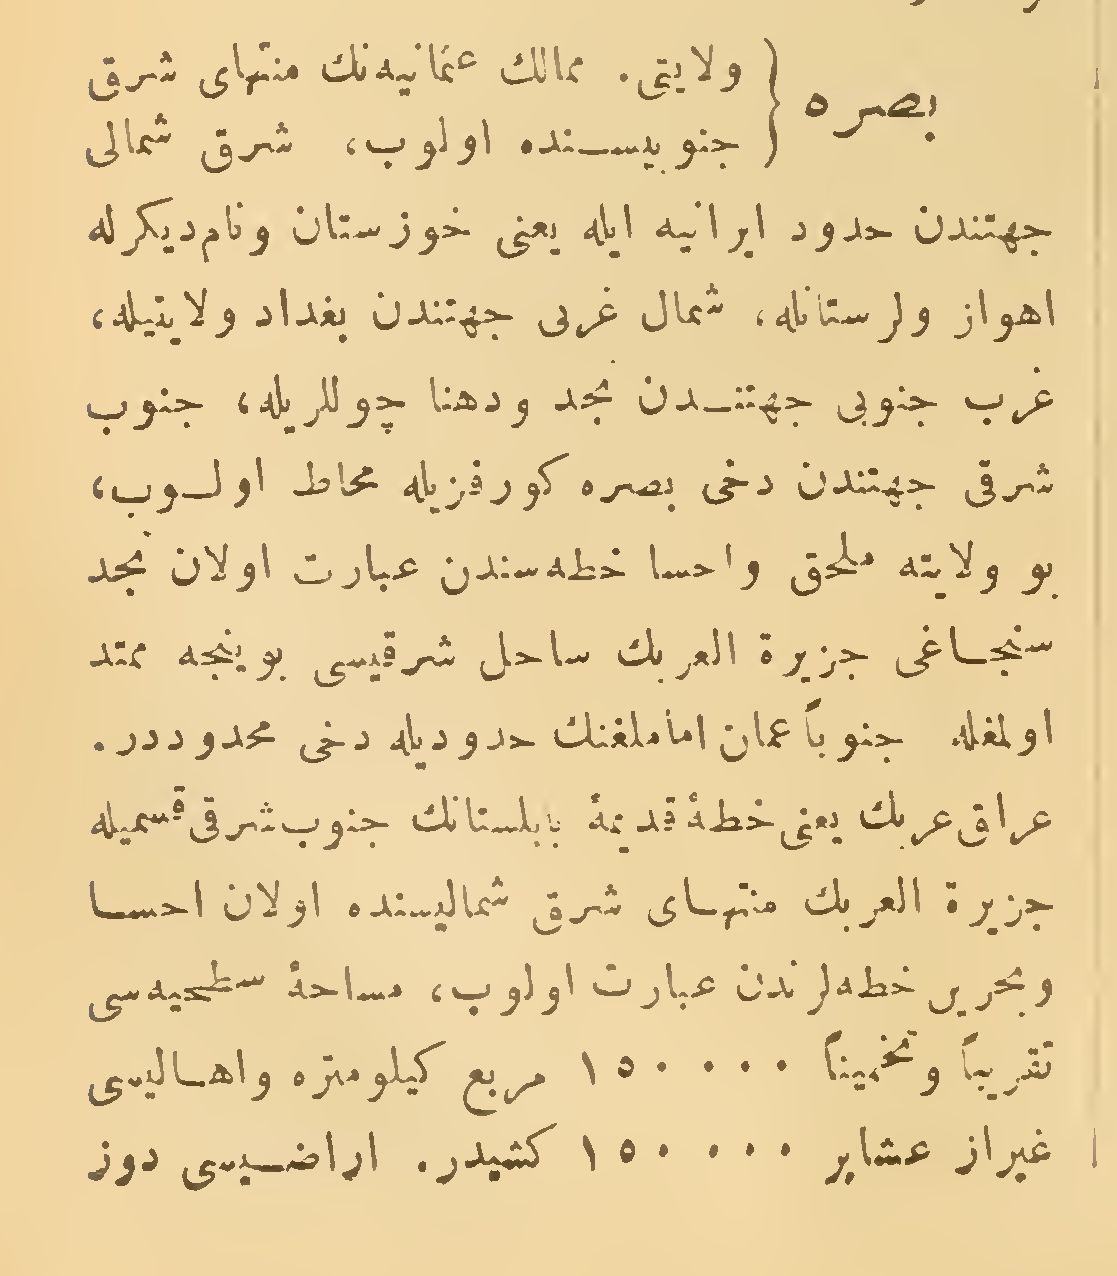 بصره { ولایتی. ممالك عثمانیه‌نك منتهای شرق
جنوبیسنده اولوب، شرق شمالی
جهتندن حدود ایرانیه ایله یعنی خوزستان ونام دیكرله
اهواز ولرستانله، شمال غربی جهتندن بغداد ولایتیله،
غرب جنوبی جهتندن نجد ودهنا چوللریله، جنوب
شرقی جهتندن دخی بصره كورفزیله محاط اولوب،
بو ولایته ملحق واحسا خطه‌سندن عبارت اولان نجد
سنجاغی جزیرة العربك ساحل شرقیسی بوینجه ممتد
اولمغله جنوباً عمان اماملغنك حدودیله دخی محدوددر.
عراق عربك یعنی خطهٔ قدیمهٔ بابلستانك جنوب شرقی قسمیله
جزیرة العربك منتهای شرق شمالیسنده اولان احسا
وبحرین خطه‌لرندن عبارت اولوب، مساحهٔ سطحیه‌سی
تقریباً وتخمیناً ١٥٠٠٠٠ مربع كیلومتره واهالیسی
غیر از عشایر ١٥٠٠٠٠ كشیدر. اراضیسی دوز